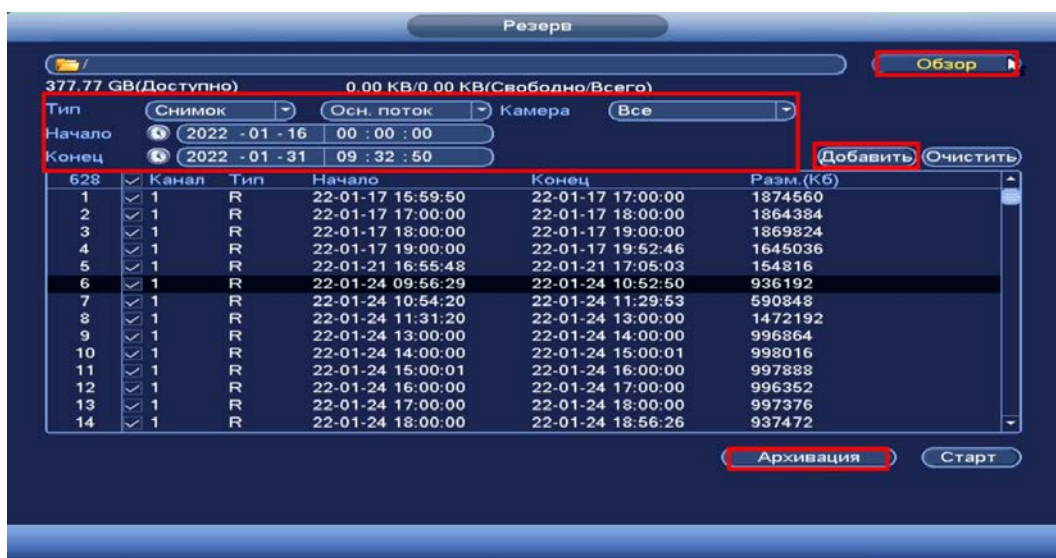 Резерв
/ Обзор
377.77 GB(Доступно) 0.00 KB/0.00 KB(Свободно/Всего)
Тип Снимок Осн. поток Камера Все
Начало 2022 -01 -16 00 :00 :00
Конец 2022 -01 -31 09 :32 :50 Добавить Очистить
628 Канал Тип Начало Конец Разм.(Кб)
1 1 R 22-01-17 15:59:50 22-01-17 17:00:00 1874560
2 1 R 22-01-17 17:00:00 22-01-17 18:00:00 1864384
3 1 R 22-01-17 18:00:00 22-01-17 19:00:00 1869824
4 1 R 22-01-17 19:00:00 22-01-17 19:52:46 1645036
5 1 R 22-01-21 16:55:48 22-01-21 17:05:03 154816
6 1 R 22-01-24 09:56:29 22-01-24 10:52:50 936192
7 1 R 22-01-24 10:54:20 22-01-24 11:29:53 590848
8 1 R 22-01-24 11:31:20 22-01-24 13:00:00 1472192
9 1 R 22-01-24 13:00:00 22-01-24 14:00:00 996864
10 1 R 22-01-24 14:00:00 22-01-24 15:00:01 998016
11 1 R 22-01-24 15:00:01 22-01-24 16:00:00 997888
12 1 R 22-01-24 16:00:00 22-01-24 17:00:00 996352
13 1 R 22-01-24 17:00:00 22-01-24 18:00:00 997376
14 1 R 22-01-24 18:00:00 22-01-24 18:56:26 937472
Архивация Старт